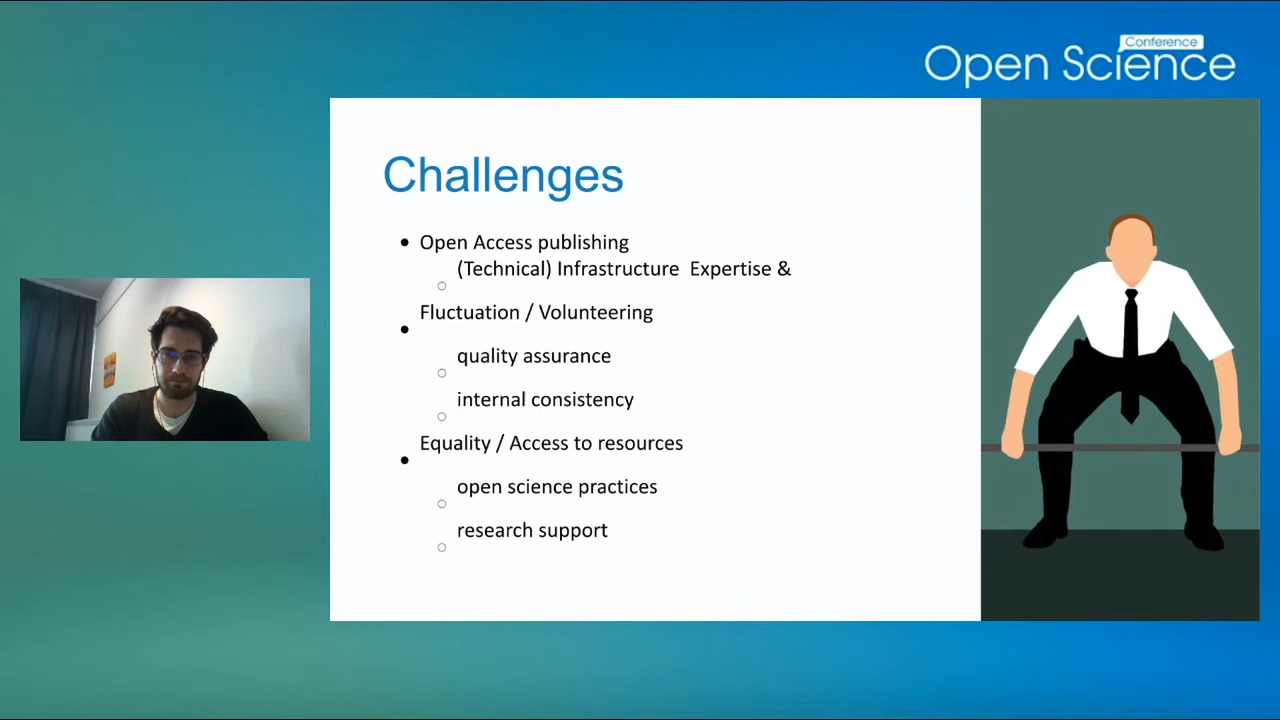 Conference
Open Science
Challenges
Open Access publishing
(Technical) Infrastructure Expertise &
Fluctuation / Volunteering
quality assurance
internal consistency
Equality / Access to resources
open science practices
research support